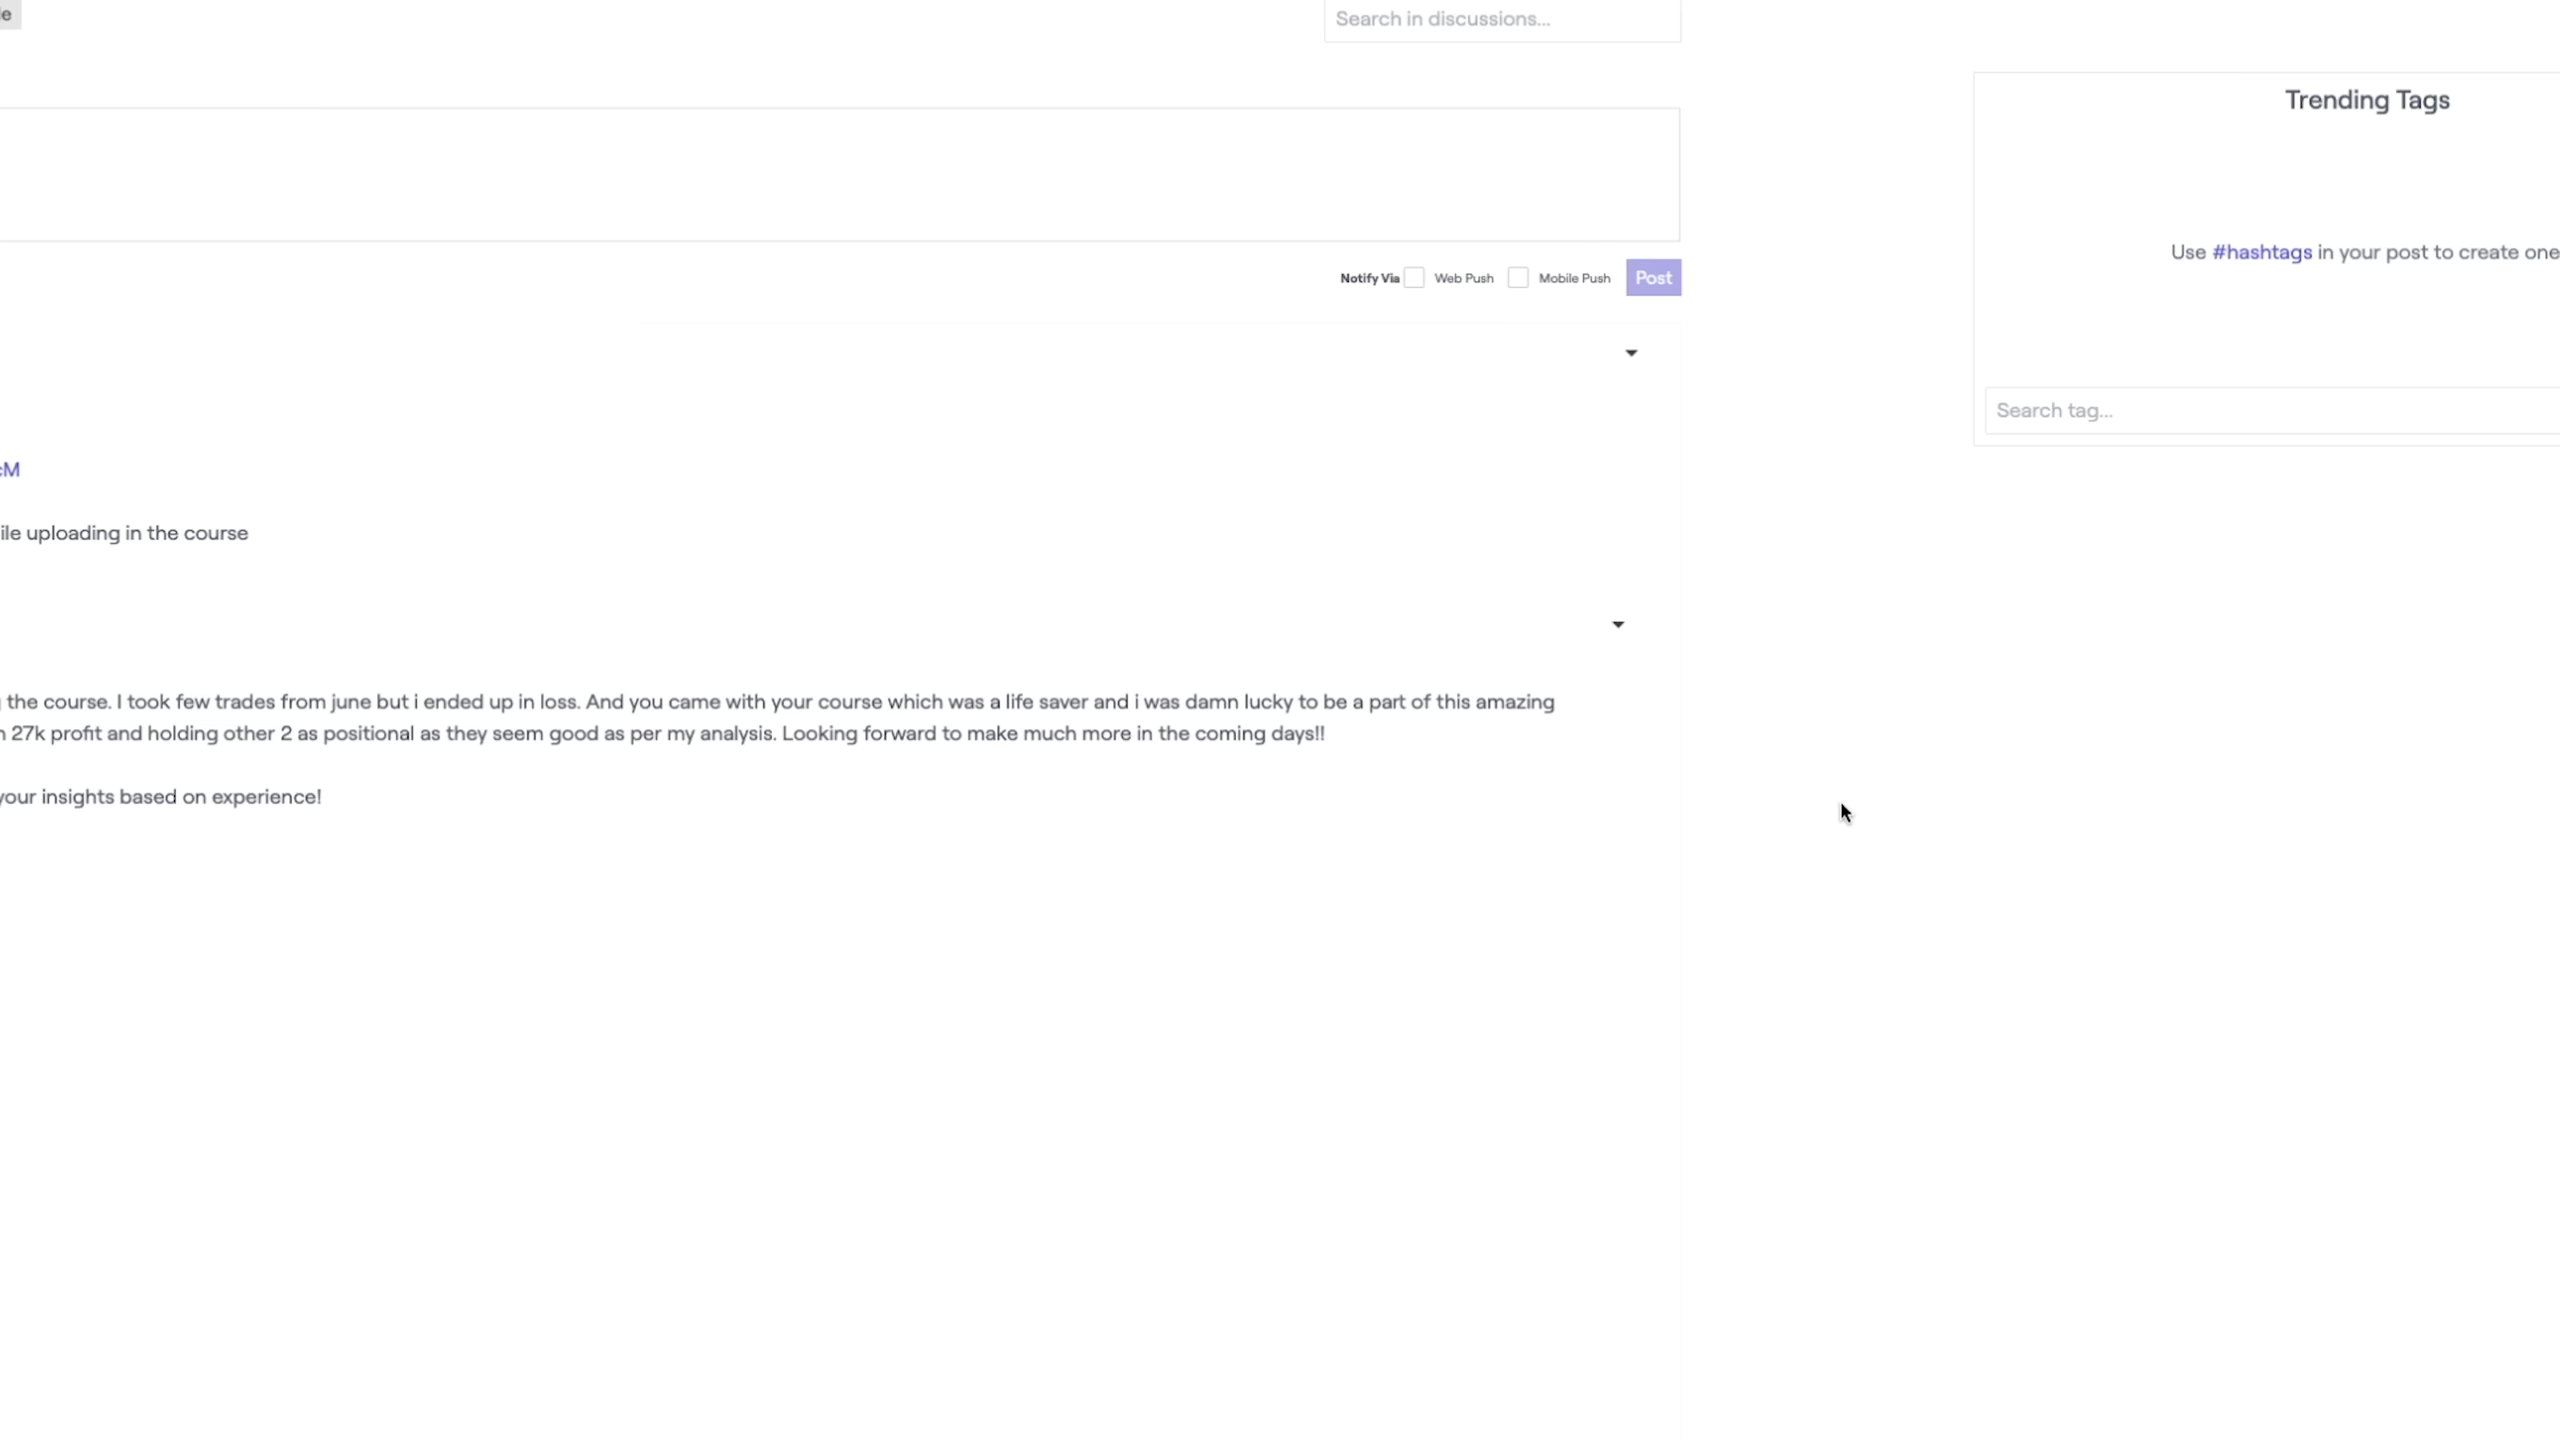 Search in discussions...
Trending Tags
Use #hashtags in your post to create one
Notify Via Web Push Mobile Push Post
Search tag...
uploading in the course
the course. I took few trades from june but i ended up in loss. And you came with your course which was a life saver and i was damn lucky to be a part of this amazing
27k profit and holding other 2 as positional as they seem good as per my analysis. Looking forward to make much more in the coming days!!
your insights based on experience!